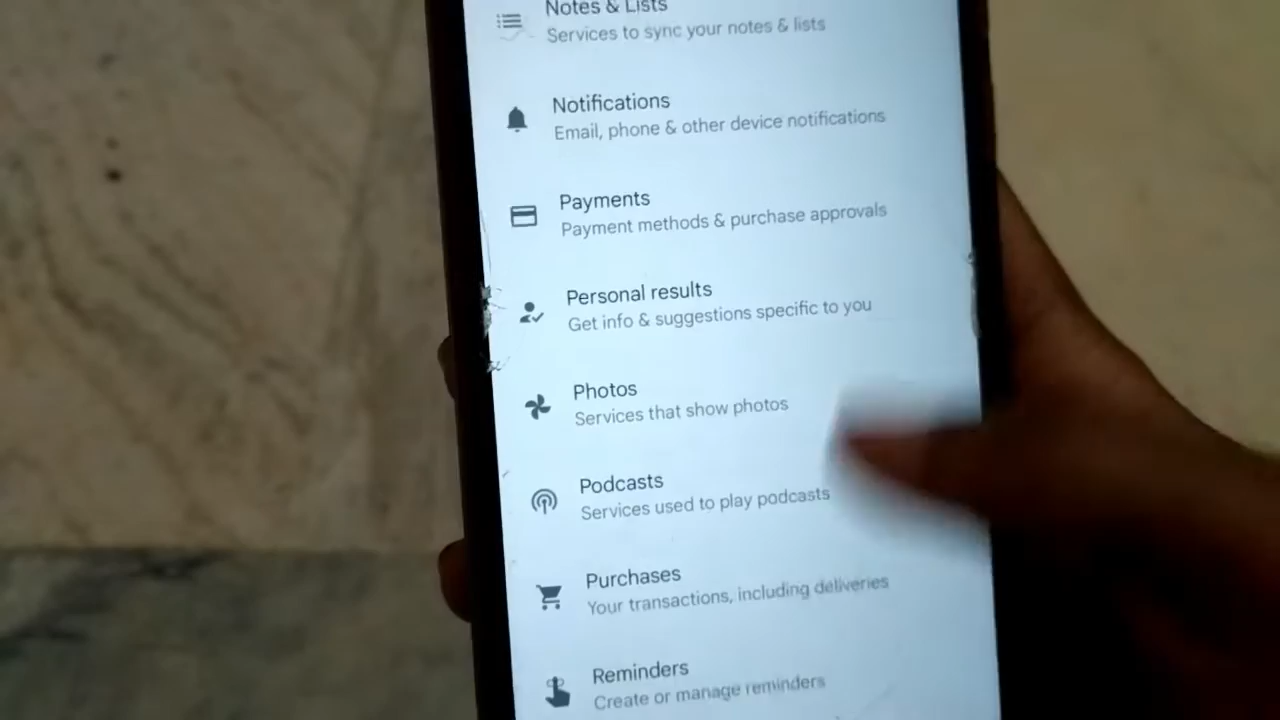 Notes & Lists
Services to sync your notes & lists
Notifications
Email, phone & other device notifications
Payments
Payment methods & purchase approvals
Personal results
Get info & suggestions specific to you
Photos
Services that show photos
Podcasts
Services used to play podcasts
Purchases
Your transactions, including deliveries
Reminders
Create or manage reminders